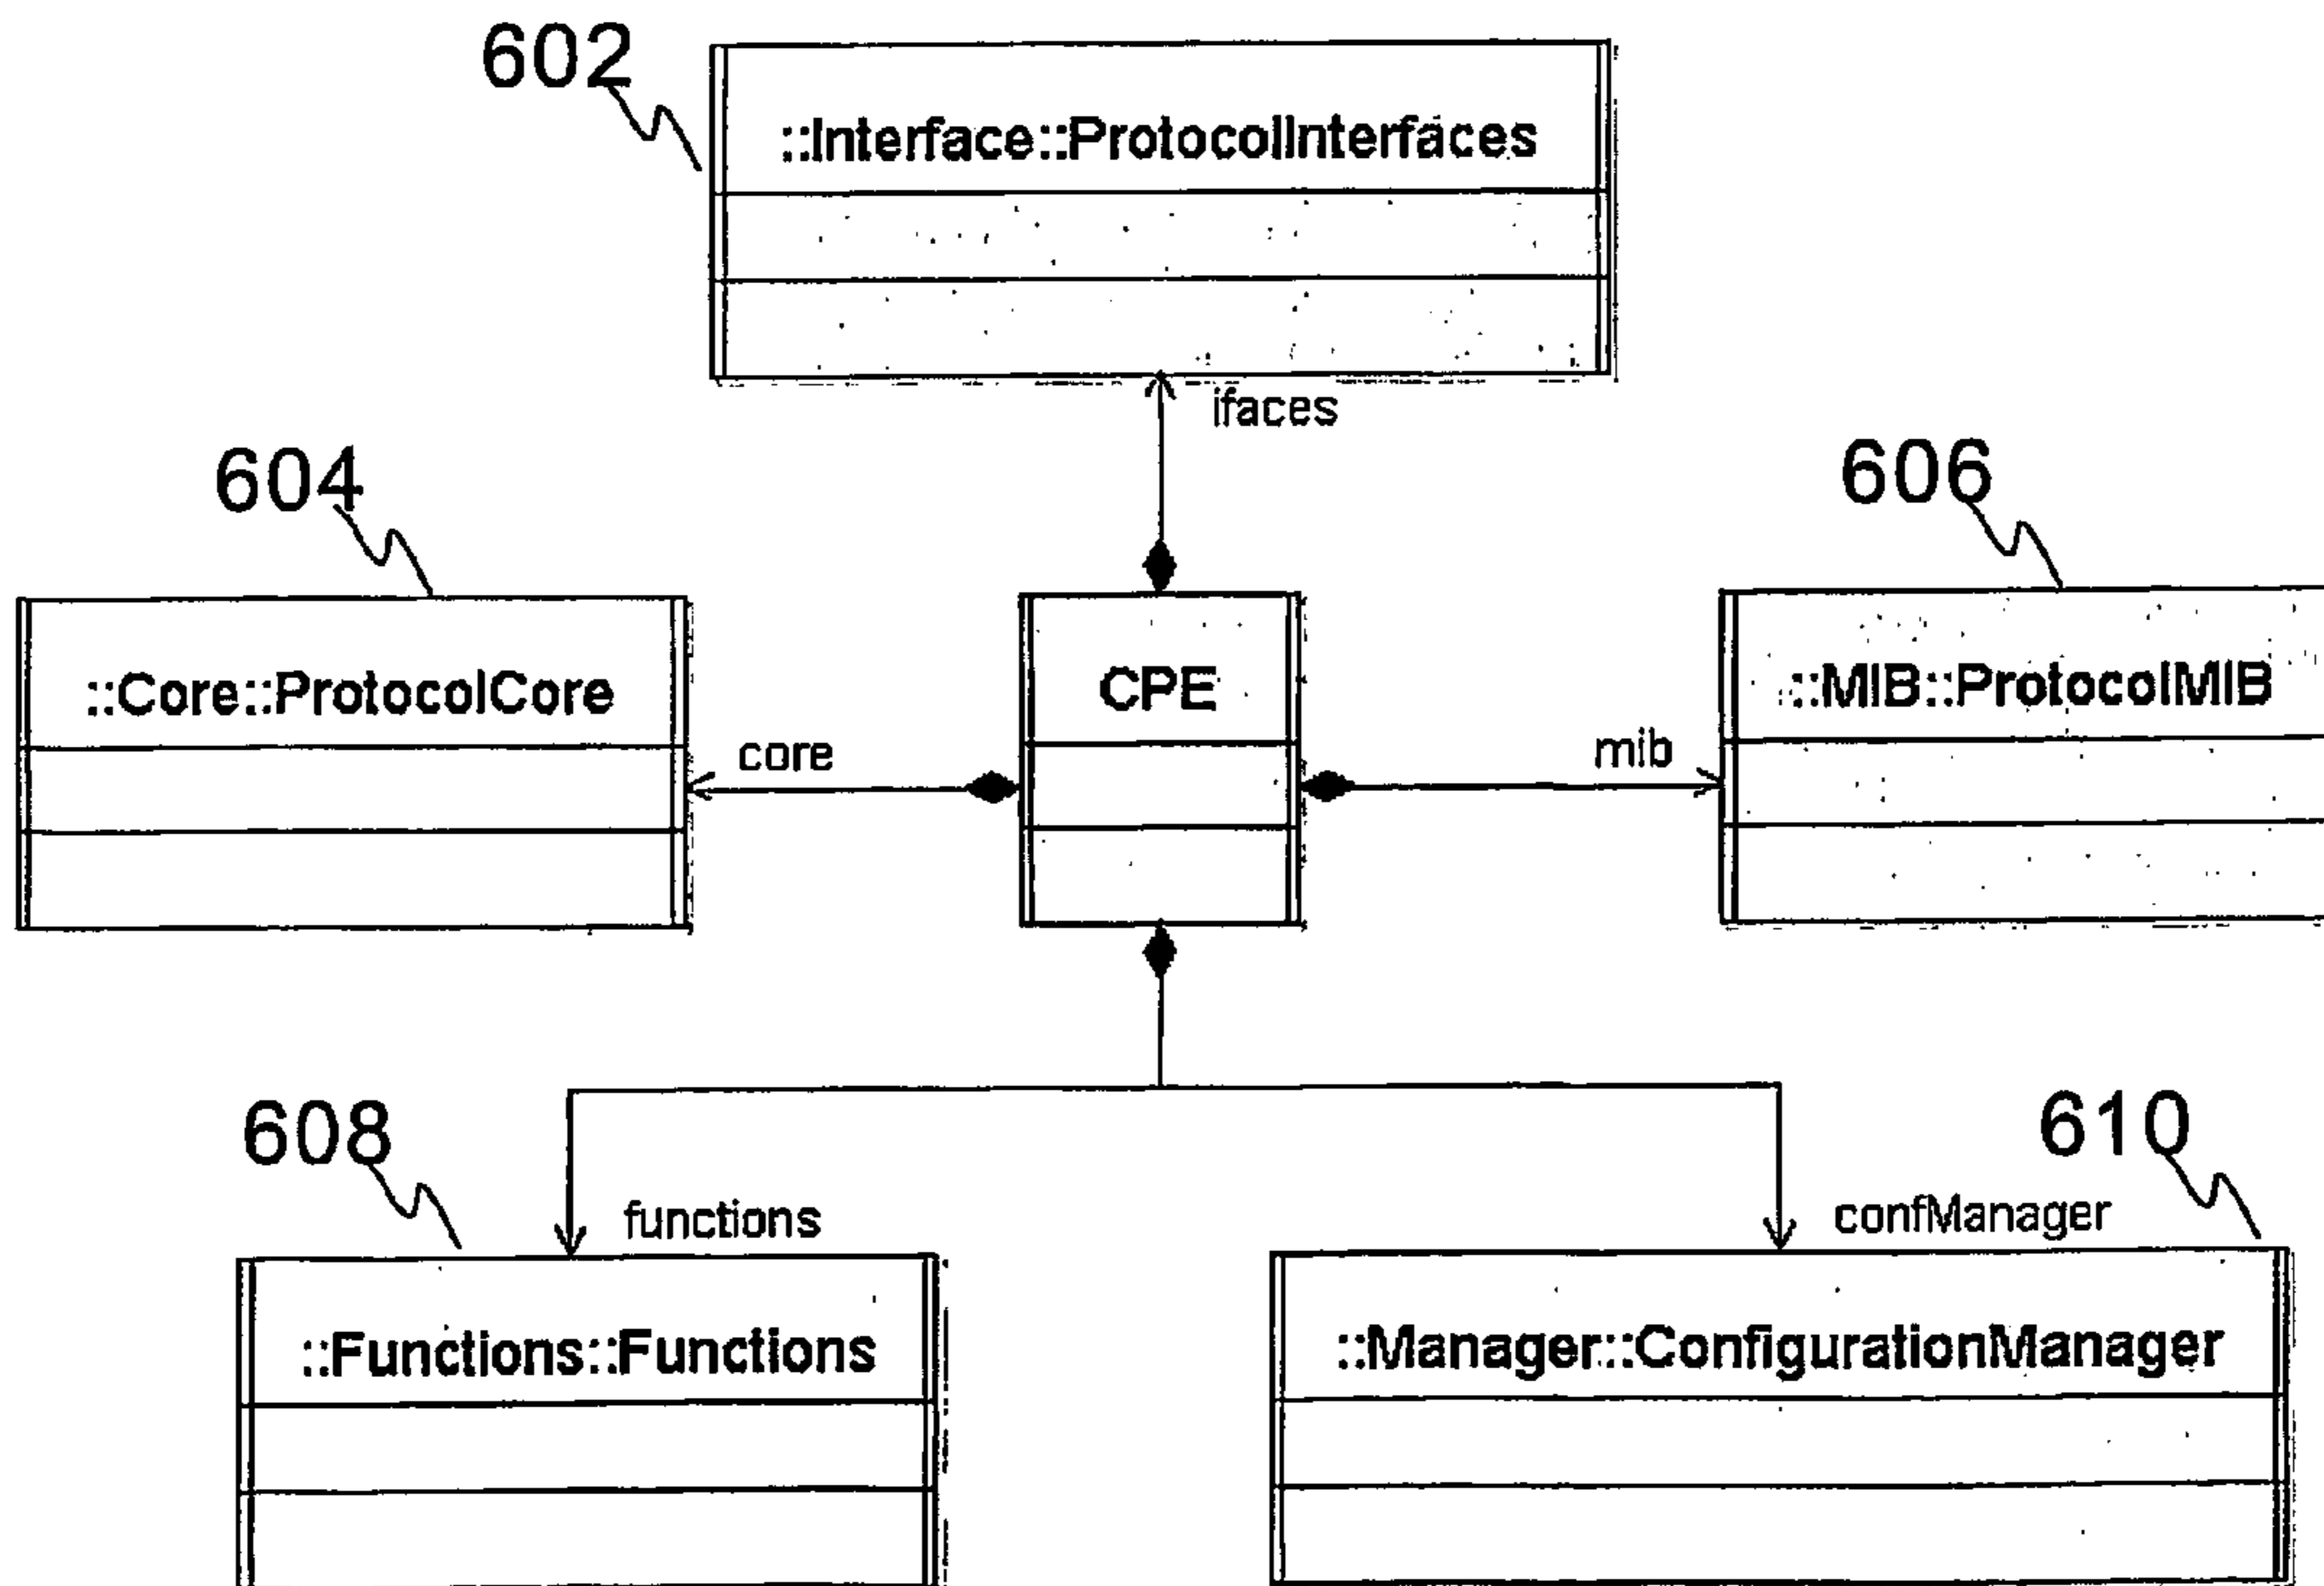 602
::Interface::ProtocolInterfaces
ifaces
604
606
::Core::ProtocolCore
CPE
::MIB::ProtocolMIB
core
mib
608
610
functions
confManager
::Functions::Functions
::Manager::ConfigurationManager